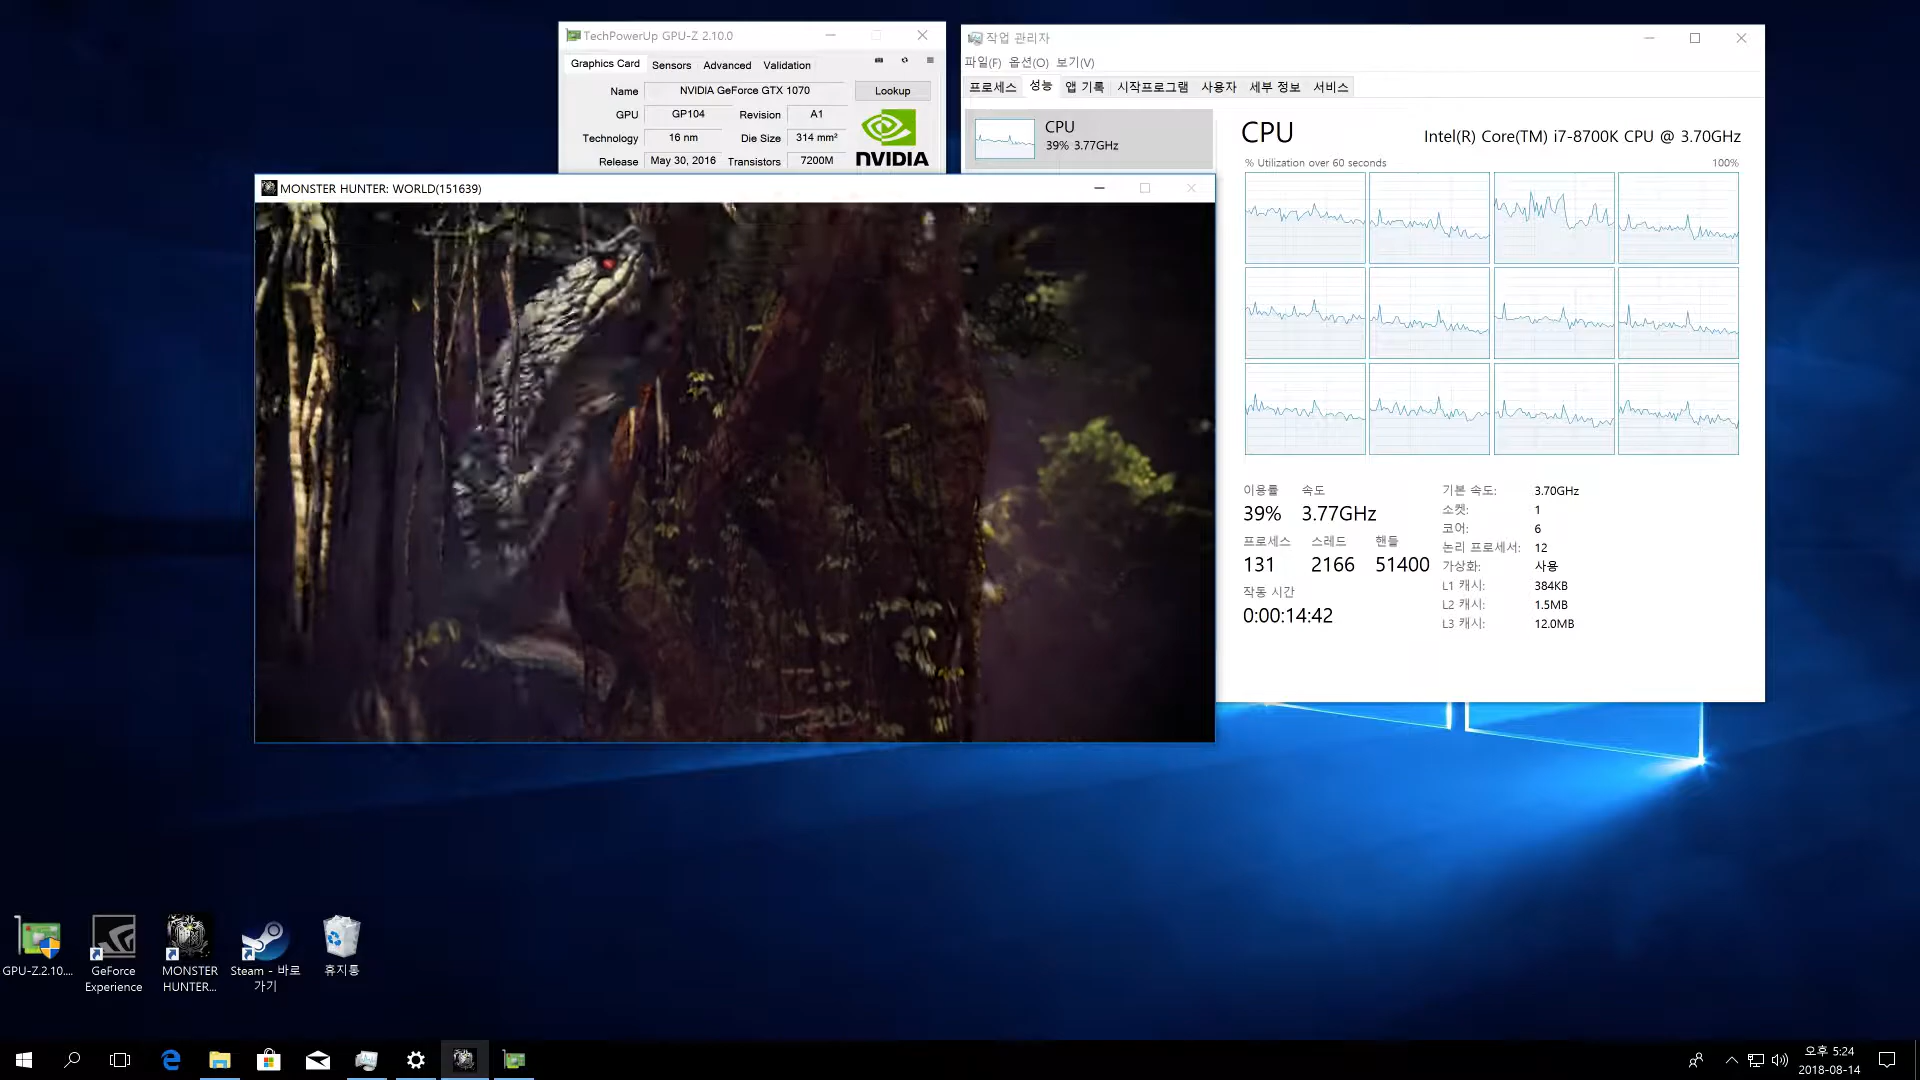 TechPowerUp GPU-Z 2.10.0
Graphics Card Sensors Advanced Validation
Name NVIDIA GeForce GTX 1070 Lookup
GPU GP104 Revision A1
Technology 16 nm Die Size 314 mm²
Release May 30, 2016 Transistors 7200M
NVIDIA
작업 관리자
파일(F) 옵션(O) 보기(V)
프로세스 성능 앱 기록 시작프로그램 사용자 세부 정보 서비스
CPU
39% 3.77GHz
CPU Intel(R) Core(TM) i7-8700K CPU @ 3.70GHz
% Utilization over 60 seconds 100%
이용률 속도
39% 3.77GHz
프로세스 스레드 핸들
131 2166 51400
작동 시간
0:00:14:42
기본 속도: 3.70GHz
소켓: 1
코어: 6
논리 프로세서: 12
가상화: 사용
L1 캐시: 384KB
L2 캐시: 1.5MB
L3 캐시: 12.0MB
MONSTER HUNTER: WORLD(151639)
GPU-Z.2.10....
GeForce
Experience
MONSTER
HUNTER...
Steam - 바로
가기
휴지통
오후 5:24
2018-08-14